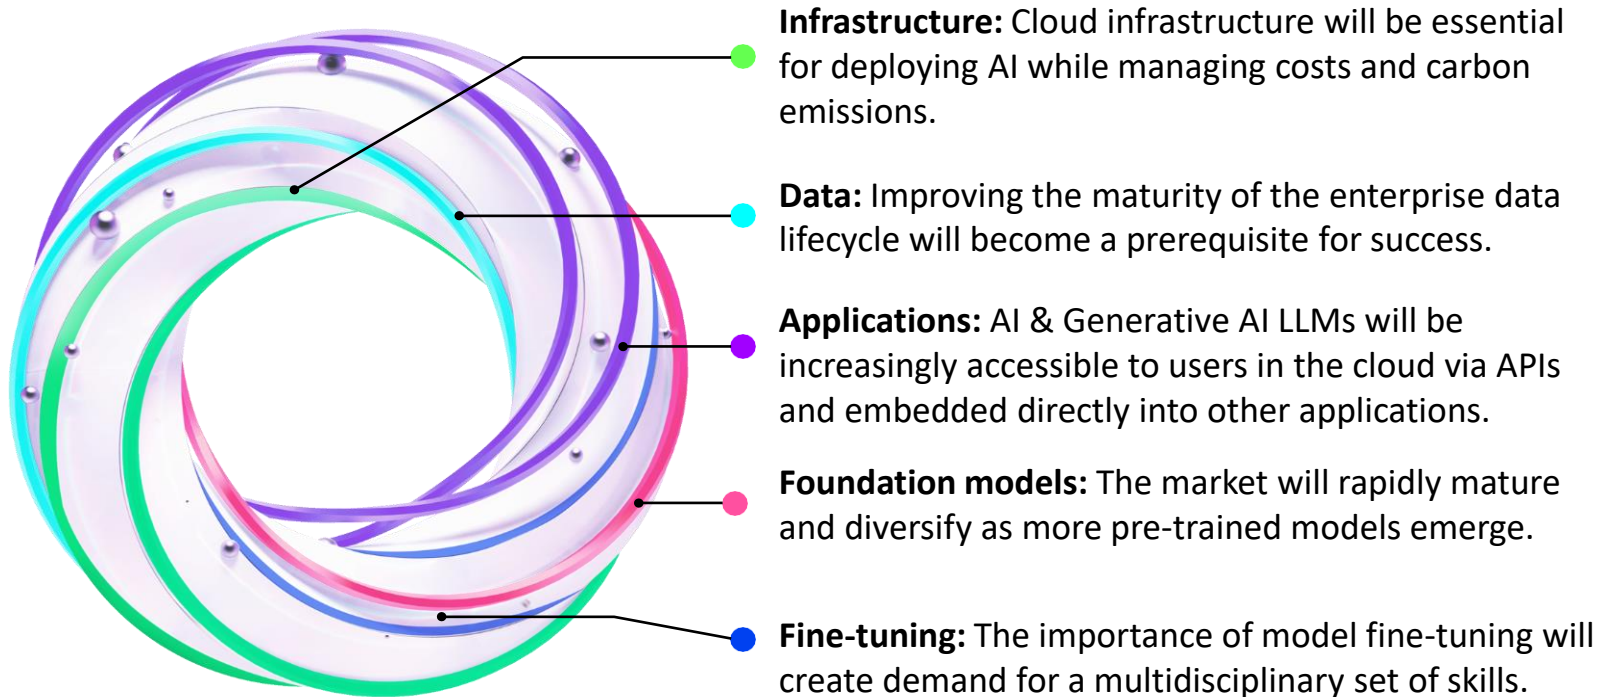 Infrastructure: Cloud infrastructure will be essential
for deploying AI while managing costs and carbon
emissions.
Data: Improving the maturity of the enterprise data
lifecycle will become a prerequisite for success.
Applications: AI & Generative AI LLMs will be
increasingly accessible to users in the cloud via APIs
and embedded directly into other applications.
Foundation models: The market will rapidly mature
and diversify as more pre-trained models emerge.
Fine-tuning: The importance of model fine-tuning will
create demand for a multidisciplinary set of skills.